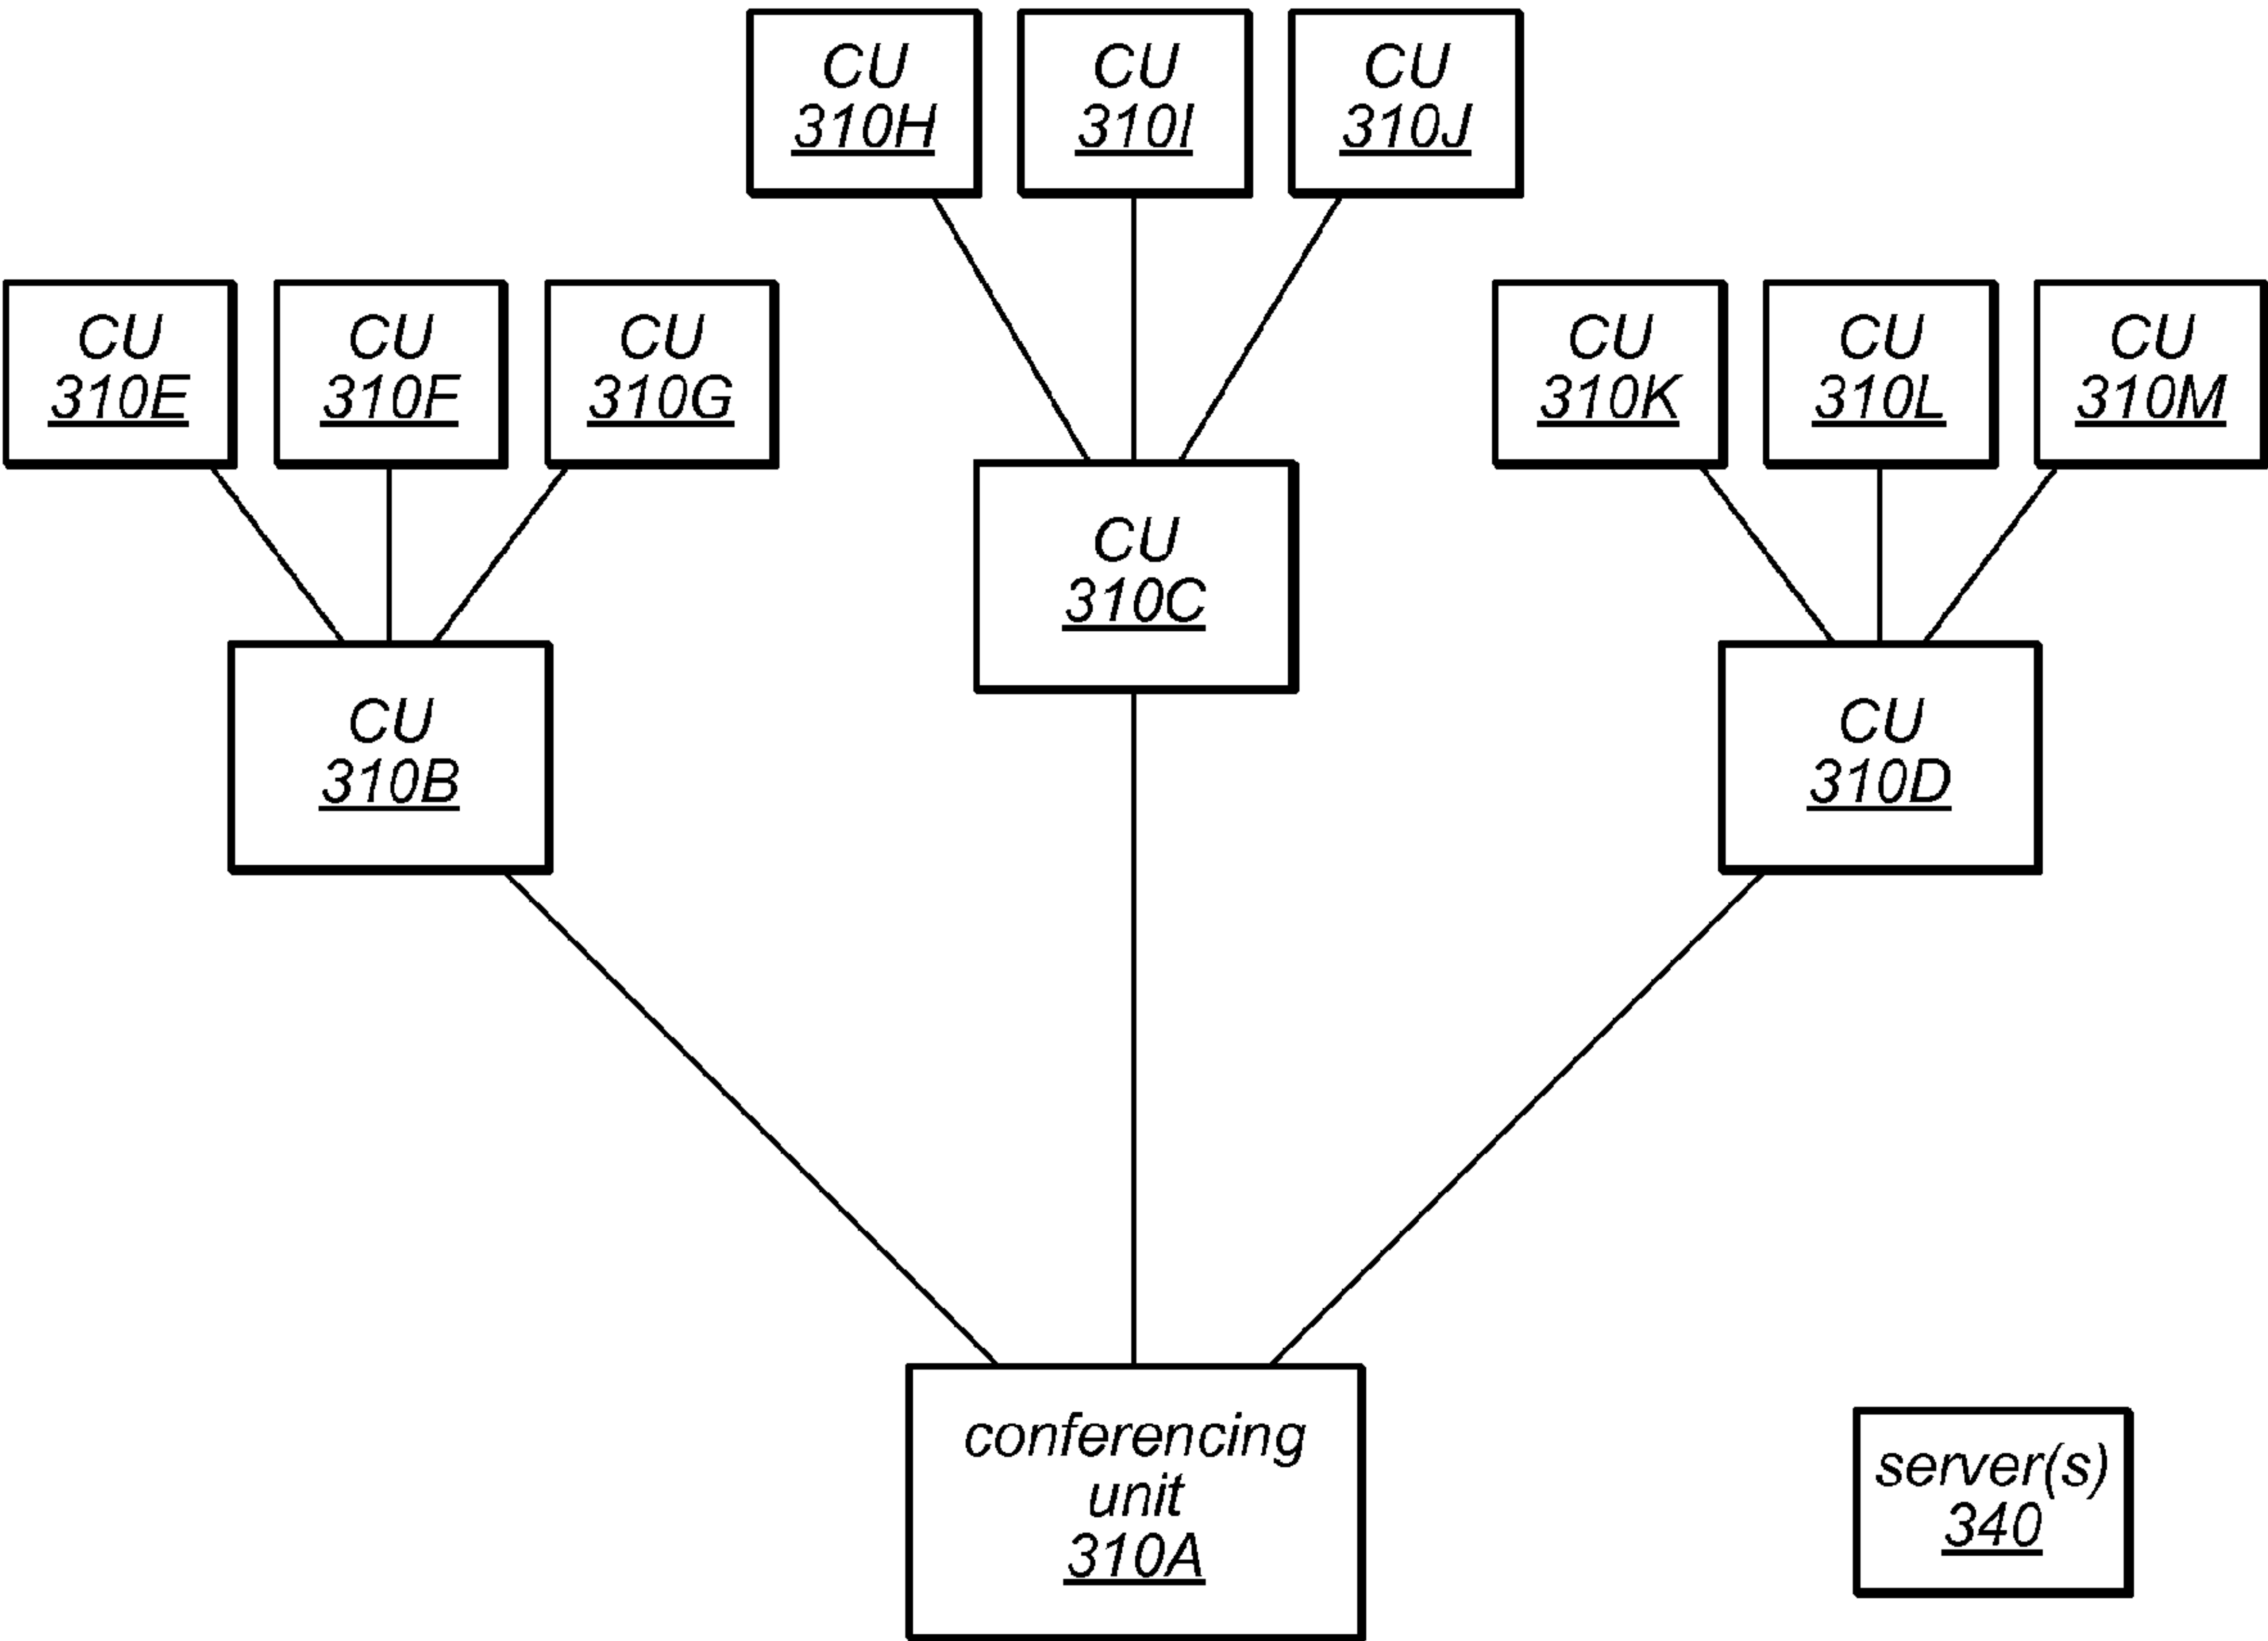 CU
310H
CU
310I
CU
310J
CU
310E
CU
310F
CU
310G
CU
310K
CU
310L
CU
310M
CU
310C
CU
310B
CU
310D
conferencing
unit
310A
server(s)
340